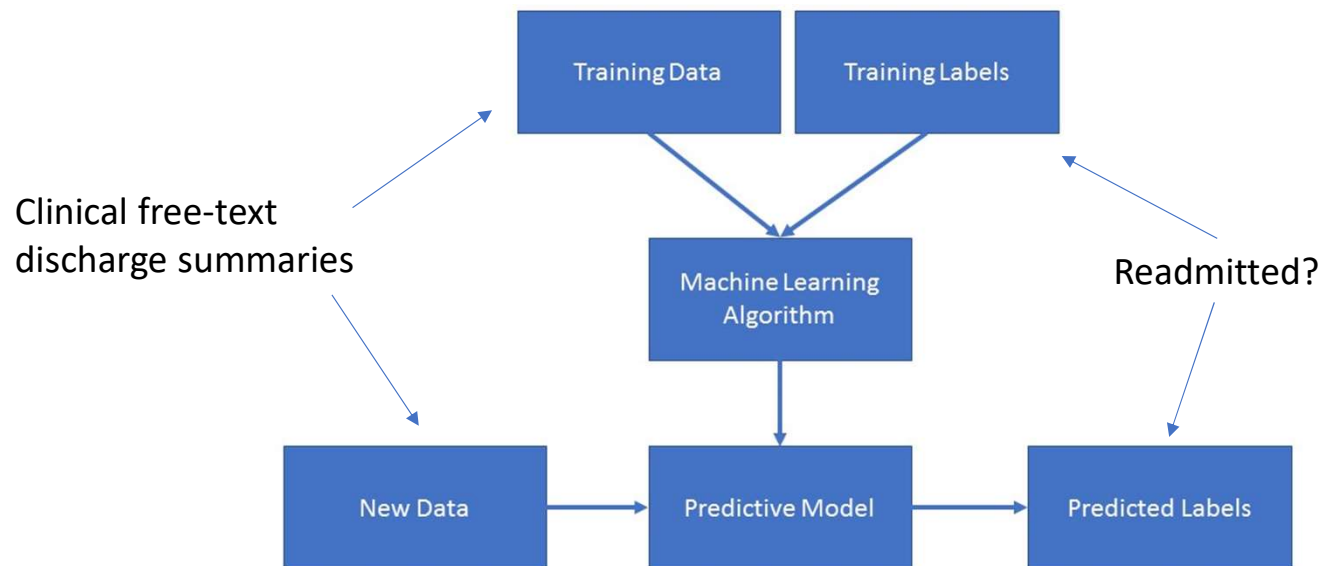 Training Data
Training Labels
Clinical free-text
discharge summaries
Machine Learning
Algorithm
Readmitted?
New Data
Predictive Model
Predicted Labels